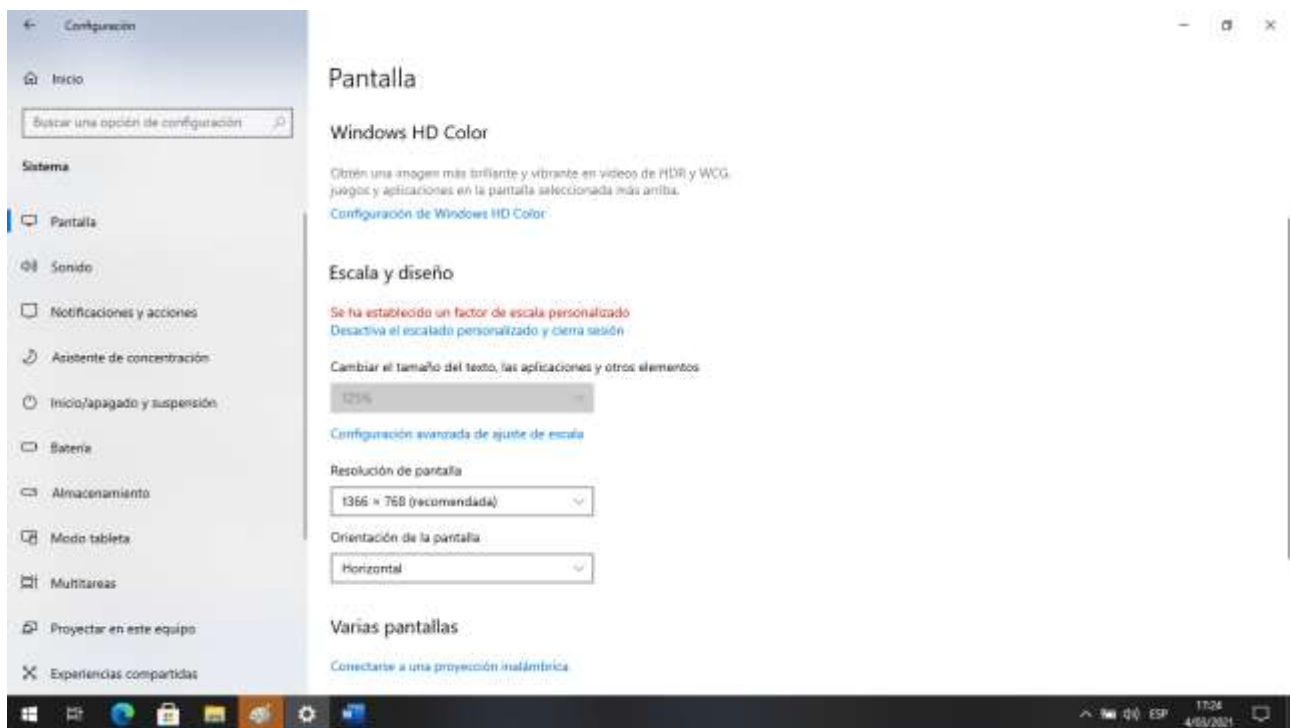 Configuración
Inicio
Buscar una opción de configuración
Sistema
Pantalla
Sonido
Notificaciones y acciones
Asistente de concentración
Inicio/apagado y suspensión
Batería
Almacenamiento
Modo tableta
Multitareas
Proyectar en este equipo
Experiencias compartidas
Pantalla
Windows HD Color
Obtén una imagen más brillante y vibrante en vídeos de HDR y WCG,
juegos y aplicaciones en la pantalla seleccionada más arriba.
Configuración de Windows HD Color
Escala y diseño
Se ha establecido un factor de escala personalizado
Desactiva el escalado personalizado y cierra sesión
Cambiar el tamaño del texto, las aplicaciones y otros elementos
125%
Configuración avanzada de ajuste de escala
Resolución de pantalla
1366 × 768 (recomendada)
Orientación de la pantalla
Horizontal
Varias pantallas
Conectarse a una proyección inalámbrica
ESP
17:24
4/03/2021